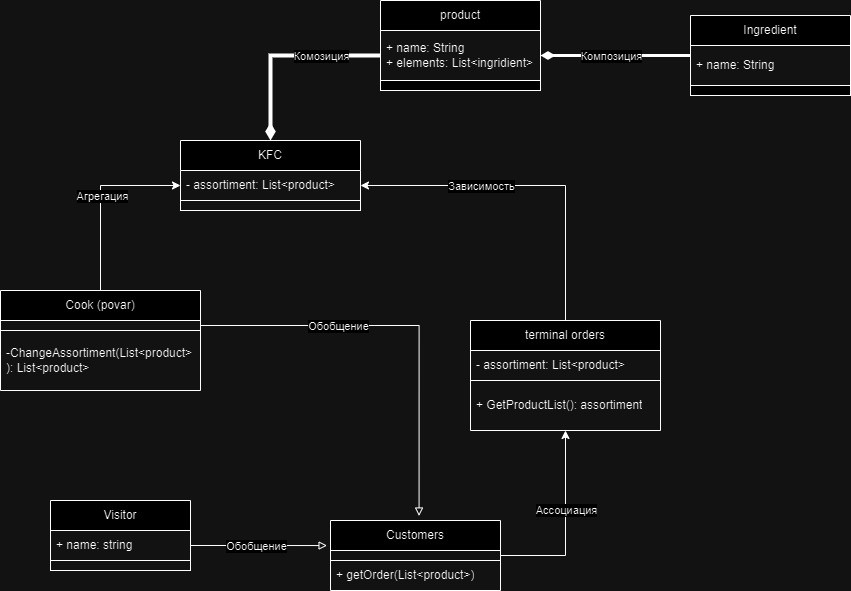 product
+ name: String
+ elements: List<ingridient>
Ingredient
+ name: String
Комозиция
Композиция
KFC
- assortiment: List<product>
Агрегация
Зависимость
Cook (povar)
-ChangeAssortiment(List<product>
): List<product>
Обобщение
terminal orders
- assortiment: List<product>
+ GetProductList(): assortiment
Visitor
+ name: string
Обобщение
Customers
+ getOrder(List<product>)
Ассоциация